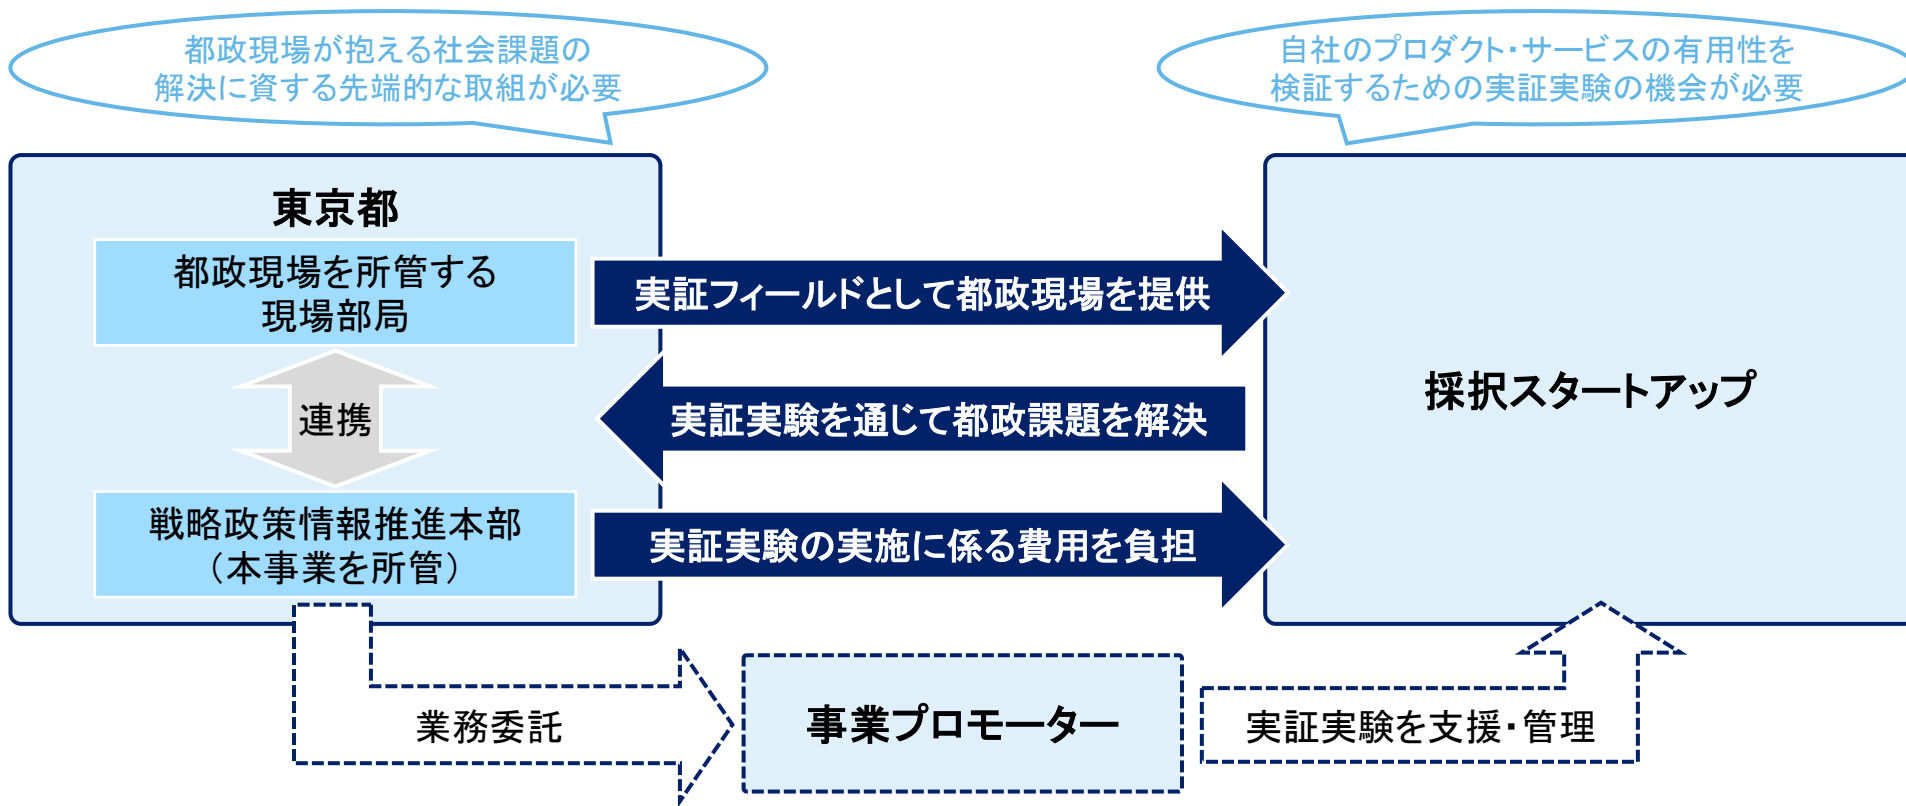 都政現場が抱える社会課題の
解決に資する先端的な取組が必要
自社のプロダクト・サービスの有用性を
検証するための実証実験の機会が必要
東京都
都政現場を所管する
現場部局
連携
戦略政策情報推進本部
（本事業を所管）
実証フィールドとして都政現場を提供
実証実験を通じて都政課題を解決
実証実験の実施に係る費用を負担
採択スタートアップ
業務委託
事業プロモーター
実証実験を支援・管理